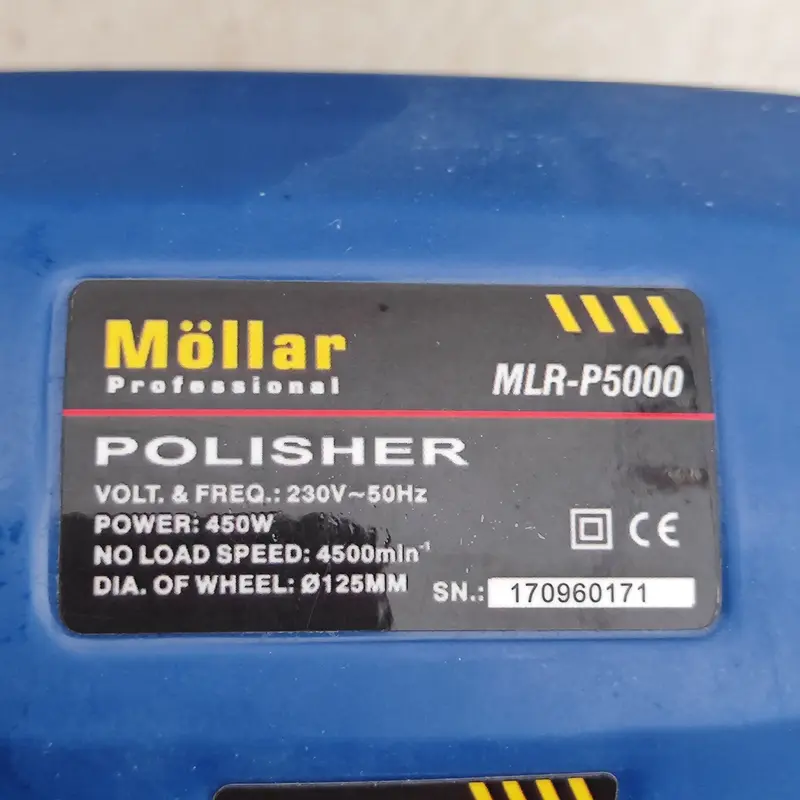 Möllar
Professional
MLR-P5000
POLISHER
VOLT. & FREQ.: 230V~50Hz
POWER: 450W
NO LOAD SPEED: 4500min⁻¹
DIA. OF WHEEL: Ø125MM
CE
SN.: 170960171